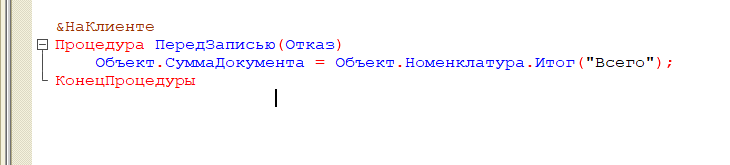 &НаКлиенте
Процедура ПередЗаписью(Отказ)
Объект.СуммаДокумента = Объект.Номенклатура.Итог("Всего");
КонецПроцедуры